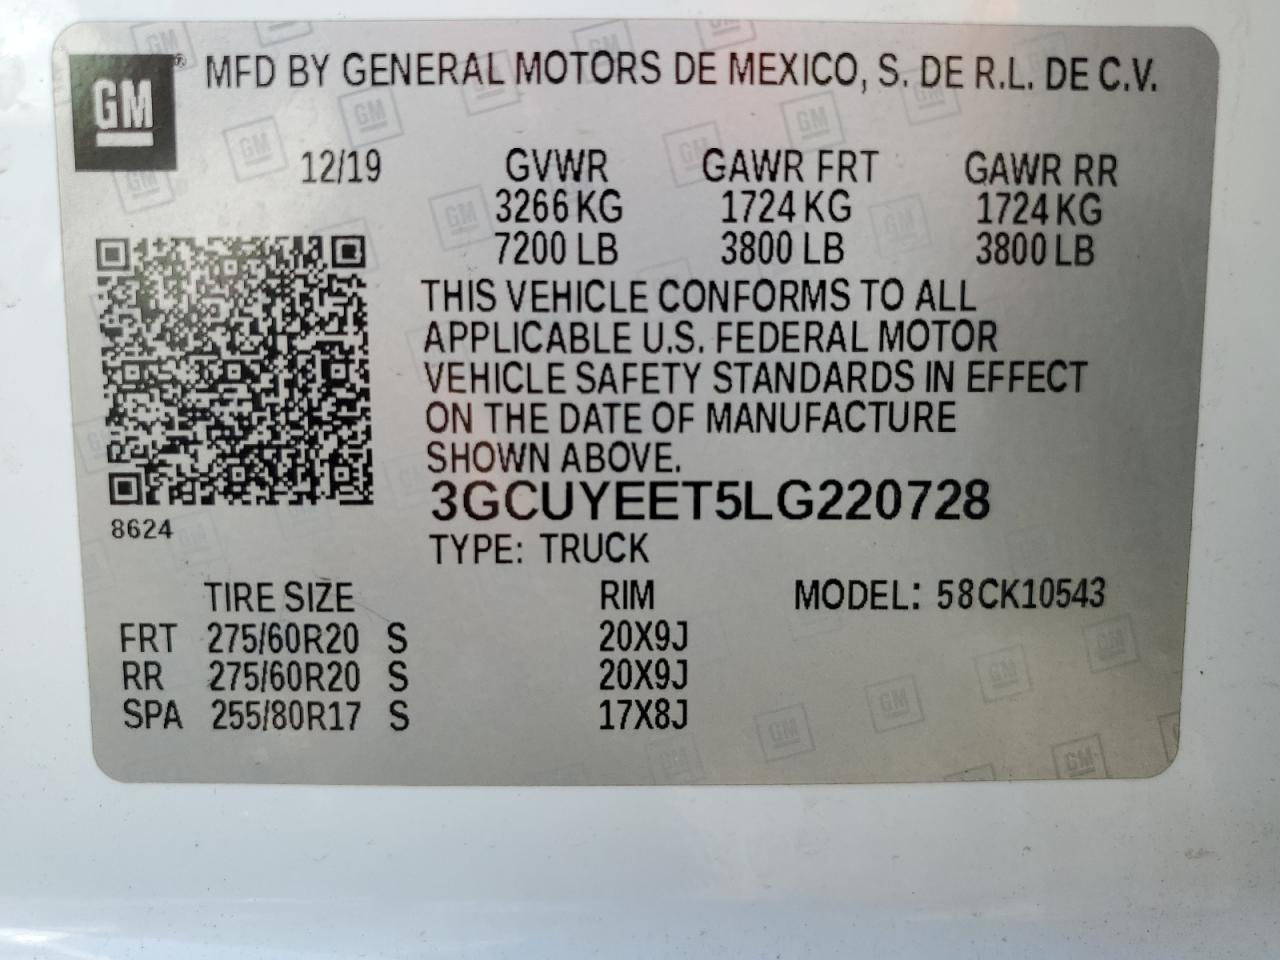 GM ® MFD BY GENERAL MOTORS DE MEXICO, S. DE R.L. DE C.V.
12/19 GVWR GAWR FRT GAWR RR
3266 KG 1724 KG 1724 KG
7200 LB 3800 LB 3800 LB
THIS VEHICLE CONFORMS TO ALL
APPLICABLE U.S. FEDERAL MOTOR
VEHICLE SAFETY STANDARDS IN EFFECT
ON THE DATE OF MANUFACTURE
SHOWN ABOVE.
3GCUYEET5LG220728
8624
TYPE: TRUCK
TIRE SIZE RIM MODEL: 58CK10543
FRT 275/60R20 S 20X9J
RR 275/60R20 S 20X9J
SPA 255/80R17 S 17X8J